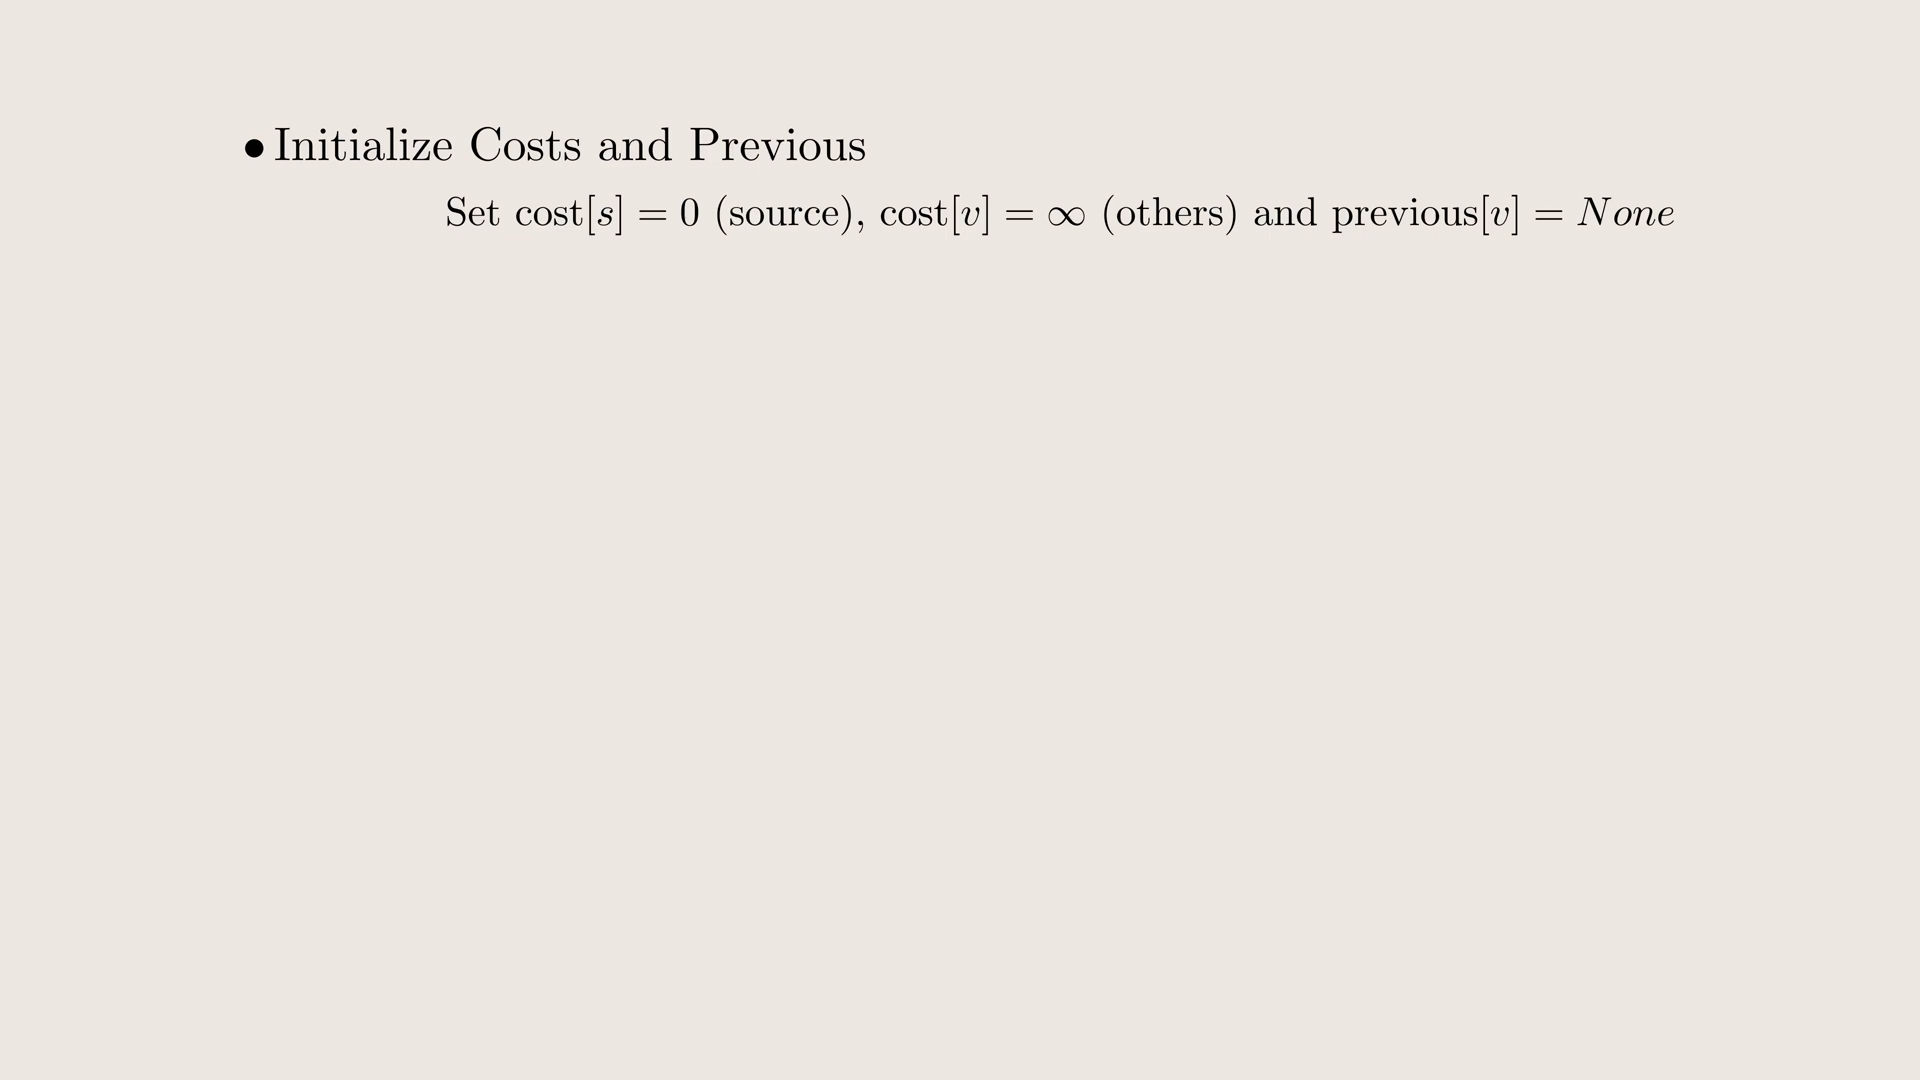 • Initialize Costs and Previous
Set cost[s] = 0 (source), cost[v] = ∞ (others) and previous[v] = None